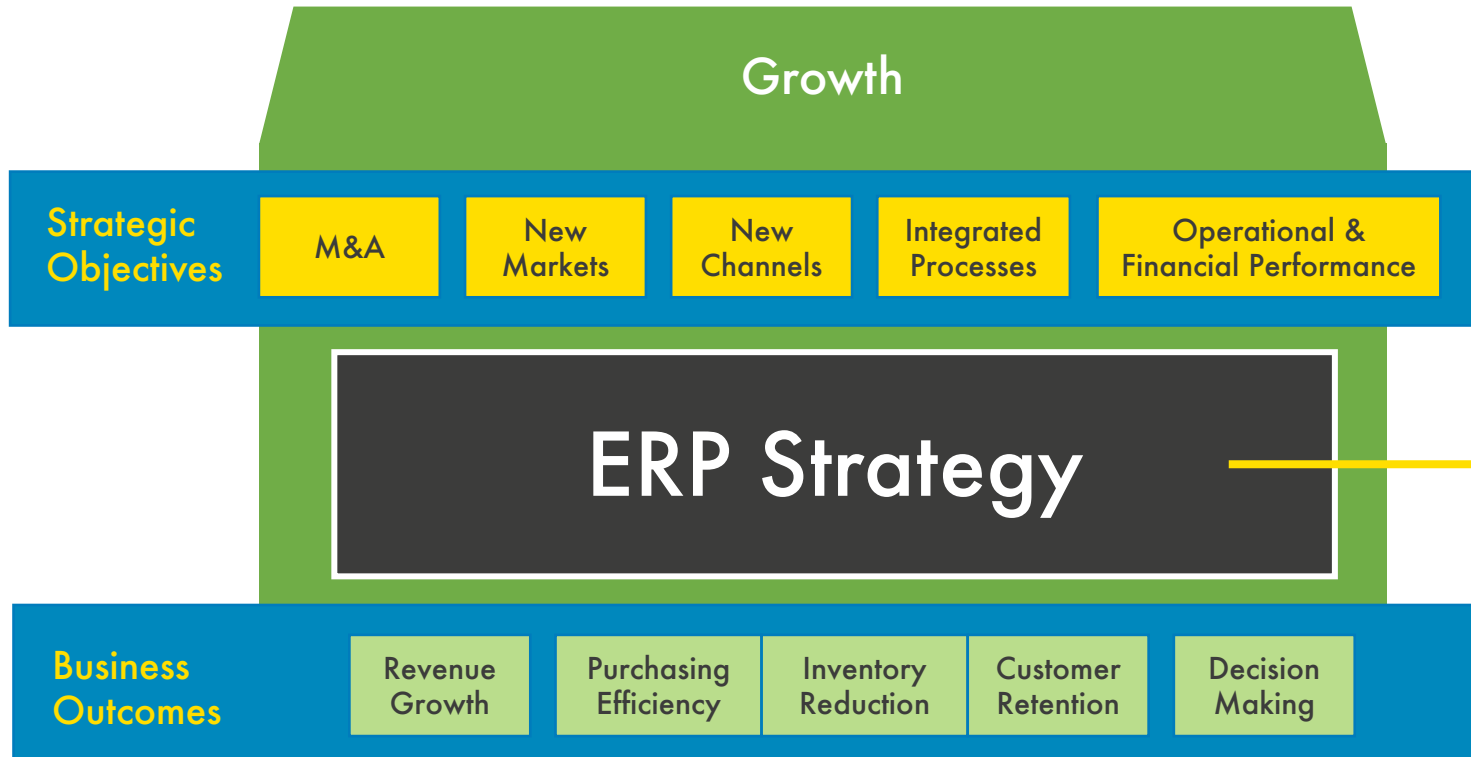 Growth
Strategic
Objectives
M&A
New
Markets
New
Channels
Integrated
Processes
Operational &
Financial Performance
ERP Strategy
Business
Outcomes
Revenue
Growth
Purchasing
Efficiency
Inventory
Reduction
Customer
Retention
Decision
Making